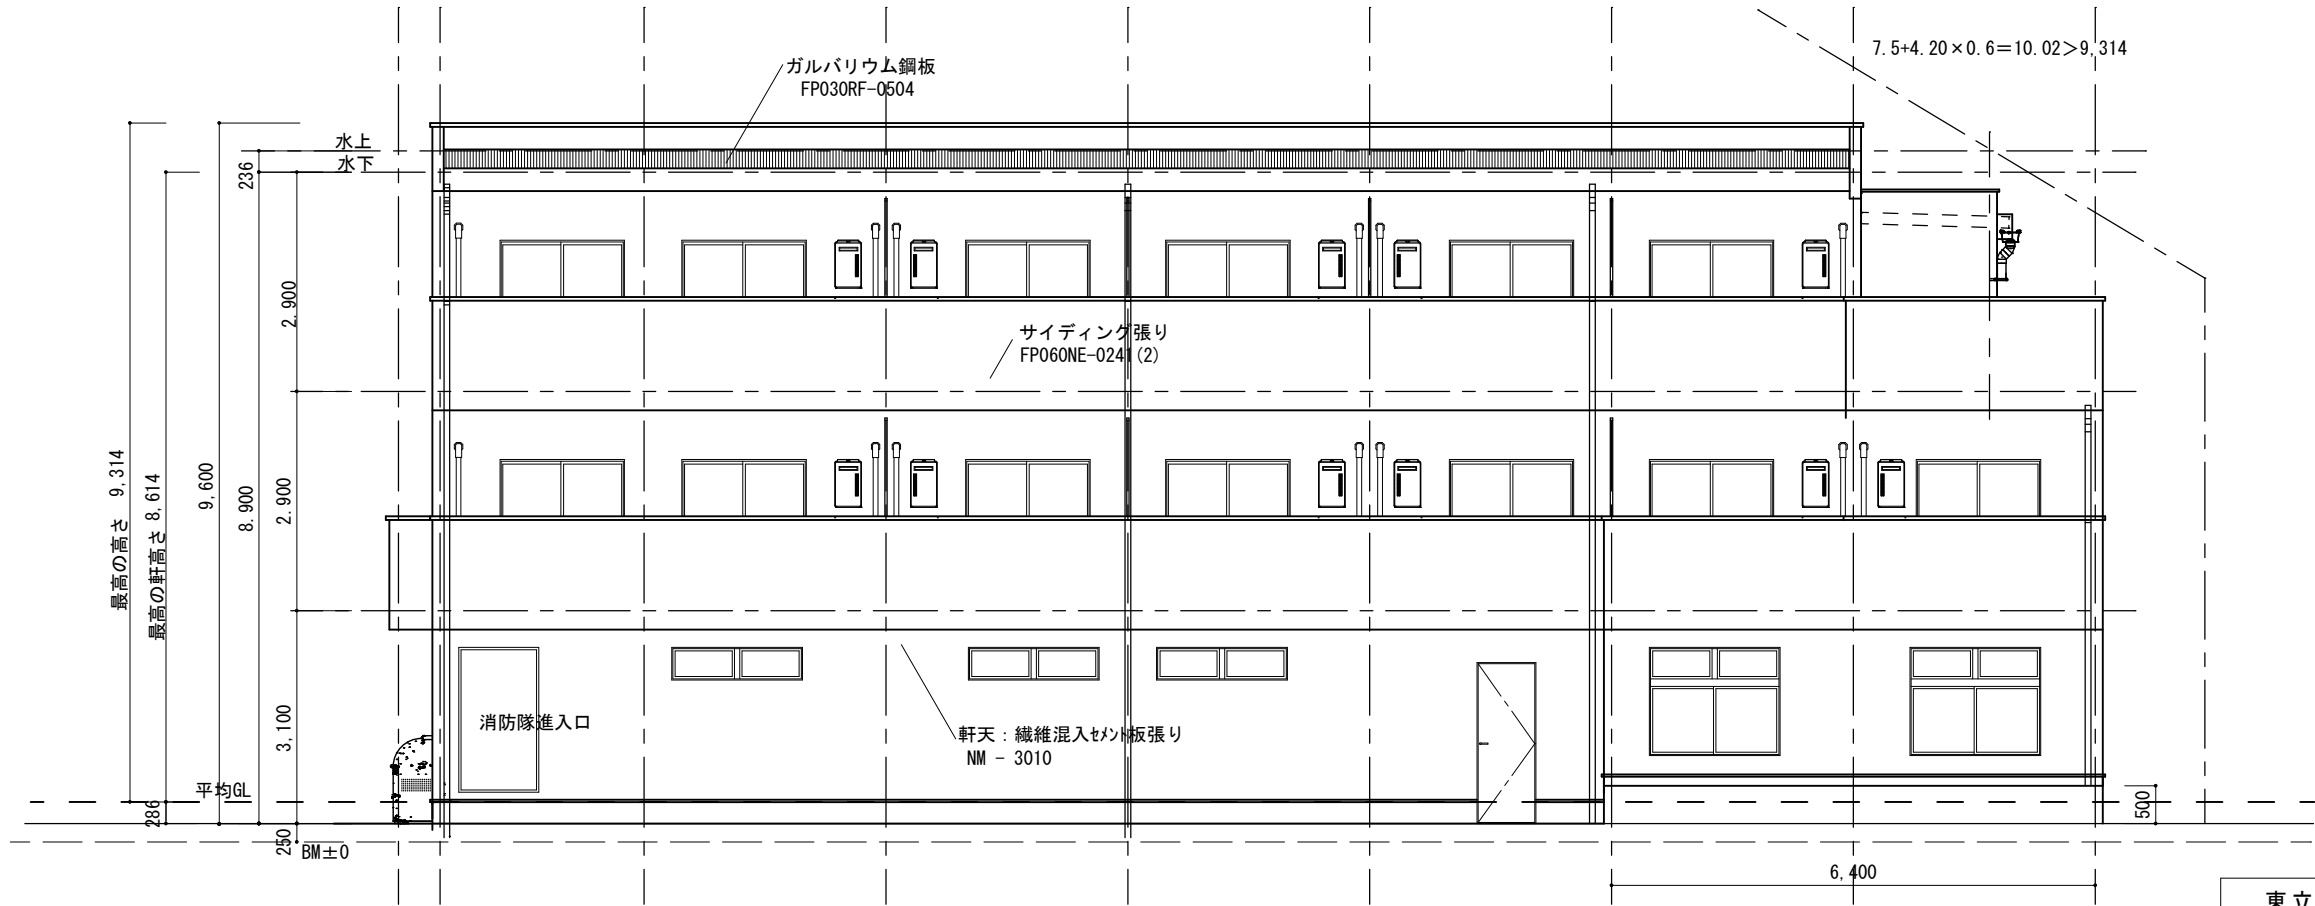 7.5+4.20×0.6=10.02>9,314
ガルバリウム鋼板
FP030RF-0504
水上
水下
236
2.900
サイディング張り
FP060NE-0241(2)
最高の高さ 9,314
最高の軒高さ 8,614
9,600
8.900
2.900
3,100
消防隊進入口
軒天：繊維混入ｾﾒﾝﾄ板張り
NM - 3010
平均GL
286
250
BM±0
500
6,400
東立